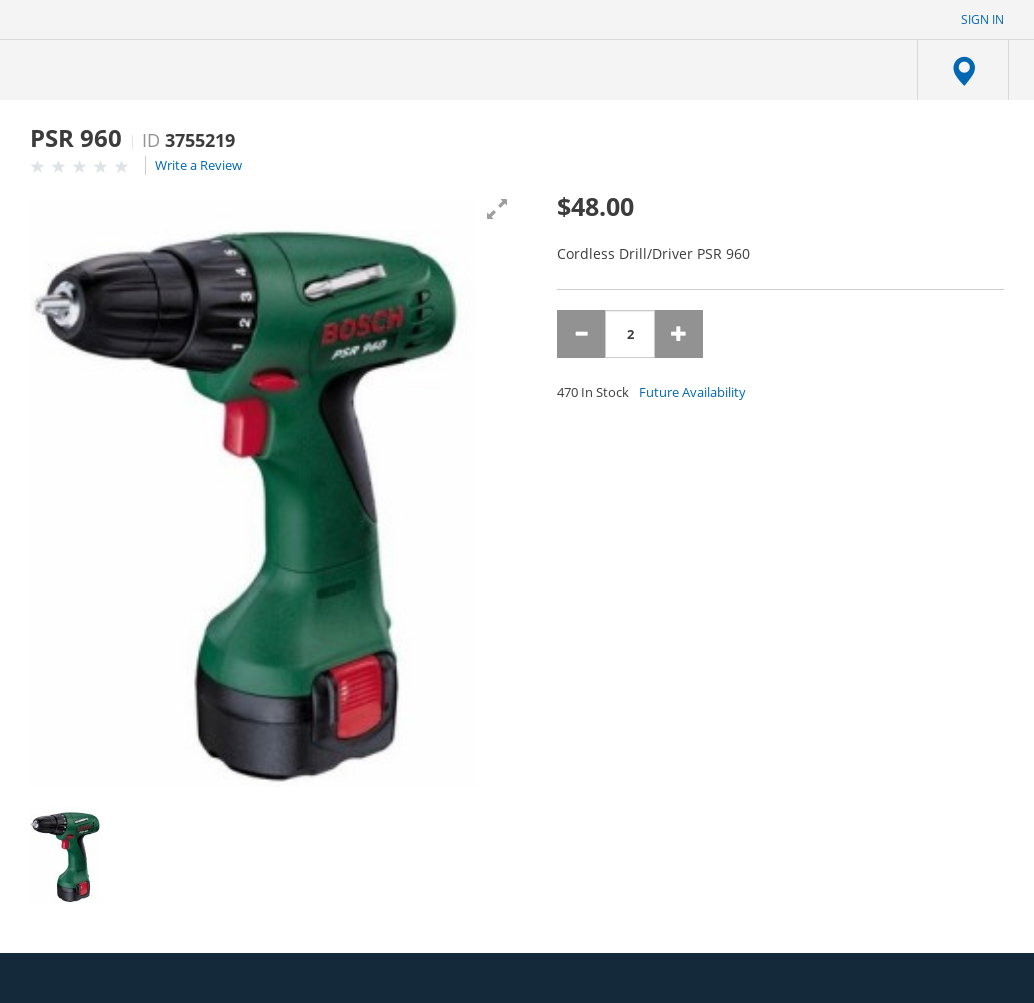 SIGN IN
PSR 960
ID 3755219
Write a Review
$48.00
Cordless Drill/Driver PSR 960
2
470 In Stock Future Availability
5
4
3
2
1
BOSCH
PSR 960